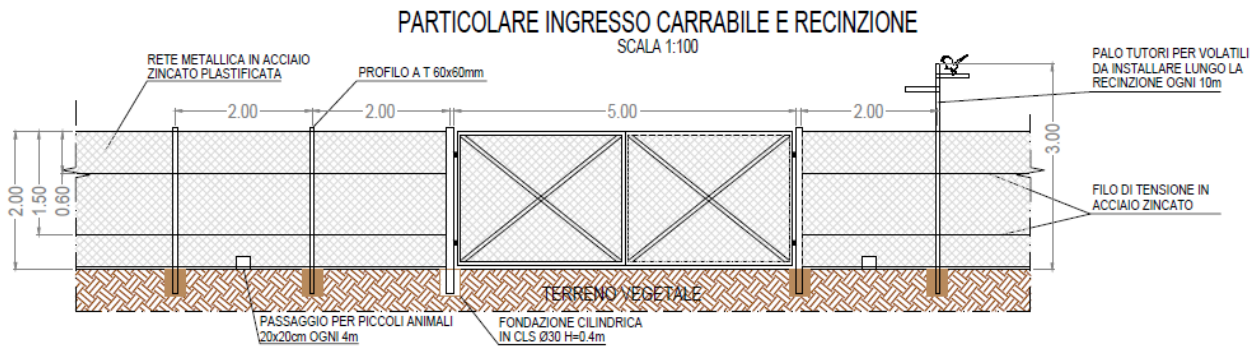 PARTICOLARE INGRESSO CARRABILE E RECINZIONE
SCALA 1:100
RETE METALLICA IN ACCIAIO
ZINCATO PLASTIFICATA
PROFILO A T 60x60mm
PALO TUTORI PER VOLATILI
DA INSTALLARE LUNGO LA
RECINZIONE OGNI 10m
2.00
2.00
5.00
2.00
3.00
2.00
1.50
0.60
FILO DI TENSIONE IN
ACCIAIO ZINCATO
TERRENO VEGETALE
PASSAGGIO PER PICCOLI ANIMALI
20x20cm OGNI 4m
FONDAZIONE CILINDRICA
IN CLS Ø30 H=0.4m